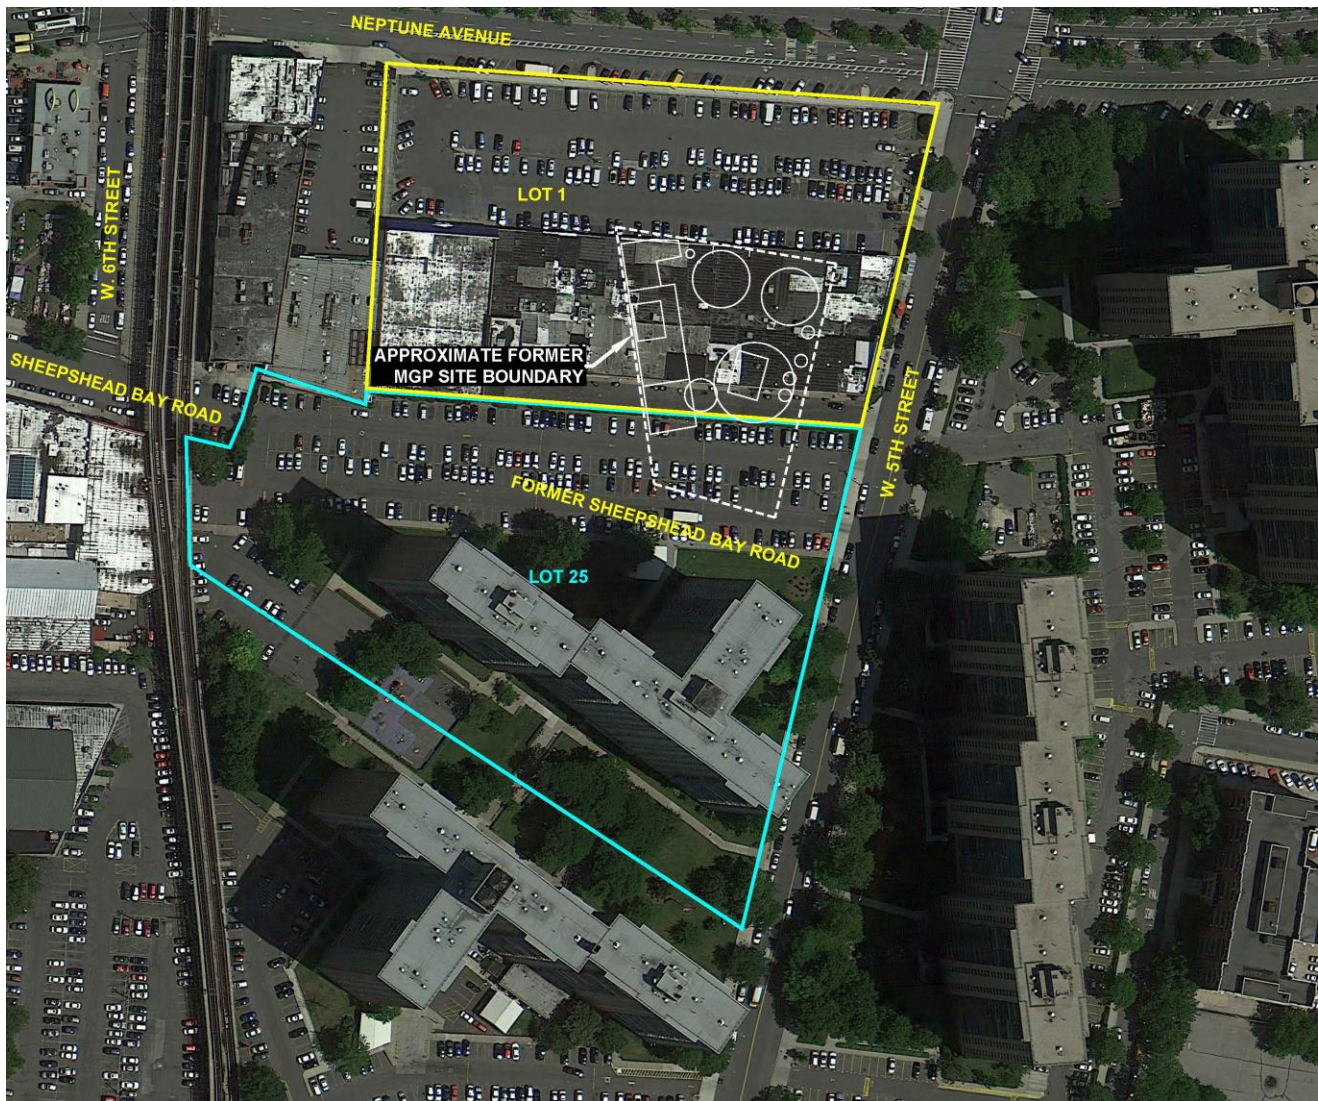 NEPTUNE AVENUE
W. 6TH STREET
LOT 1
SHEEPSHEAD BAY ROAD
APPROXIMATE FORMER
MGP SITE BOUNDARY
W. 5TH STREET
FORMER SHEEPSHEAD BAY ROAD
LOT 25